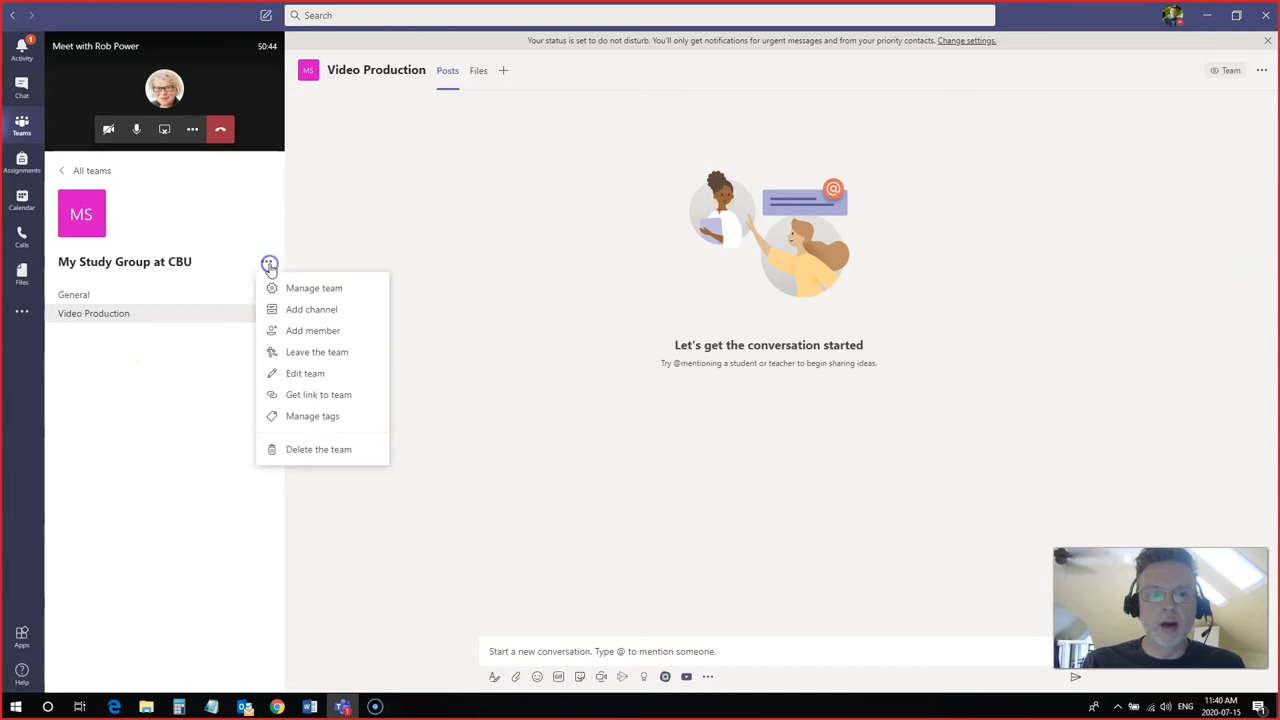 Search
Meet with Rob Power
50:44
Your status is set to do not disturb. You'll only get notifications for urgent messages and from your priority contacts. Change settings.
1
Activity
Chat
Teams
Assignments
Calendar
Calls
Files
Apps
Help
All teams
MS
My Study Group at CBU
General
Video Production
Manage team
Add channel
Add member
Leave the team
Edit team
Get link to team
Manage tags
Delete the team
MS
Video Production
Posts
Files
Team
@
Let's get the conversation started
Try @mentioning a student or teacher to begin sharing ideas.
Start a new conversation. Type @ to mention someone.
GIF
ENG
11:40 AM
2020-07-15